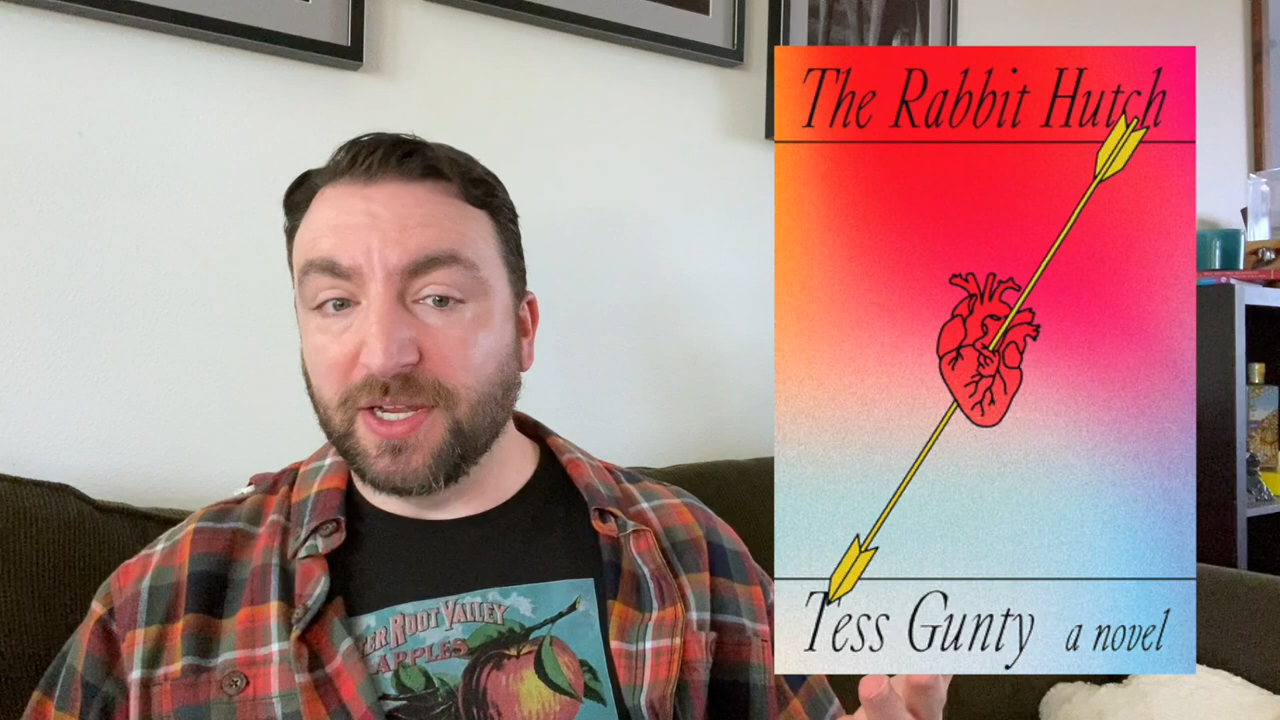 ROOT VALLEY
APPLES
The Rabbit Hutch
Tess Gunty a novel